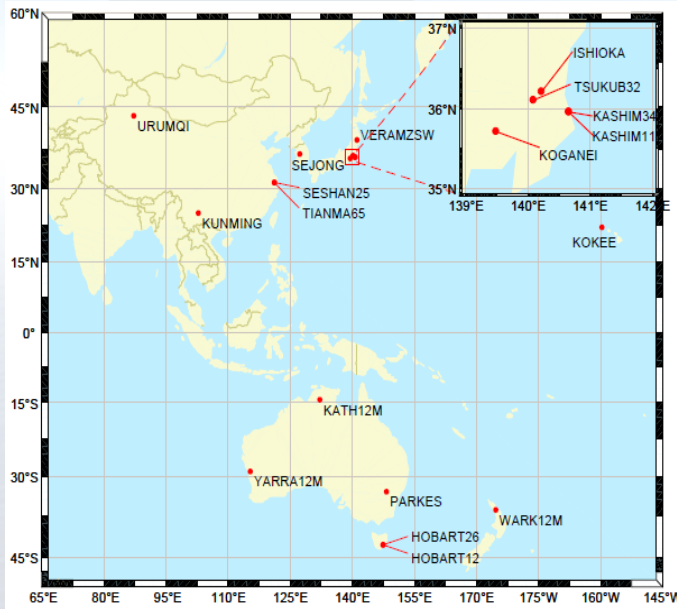 60°N
37°N
ISHIOKA
TSUKUB32
45°N
URUMQI
36°N
KASHIM34
VERAMZSW
KASHIM11
SEJONG
KOGANEI
30°N
SESHAN25
35°N
139°E 140°E 141°E 142°E
TIANMA65
KUNMING
KOKEE
15°N
0°
15°S
KATH12M
30°S
YARRA12M
PARKES
WARK12M
HOBART26
45°S
HOBART12
65°E 80°E 95°E 110°E 125°E 140°E 155°E 170°E 175°W 160°W 145°W